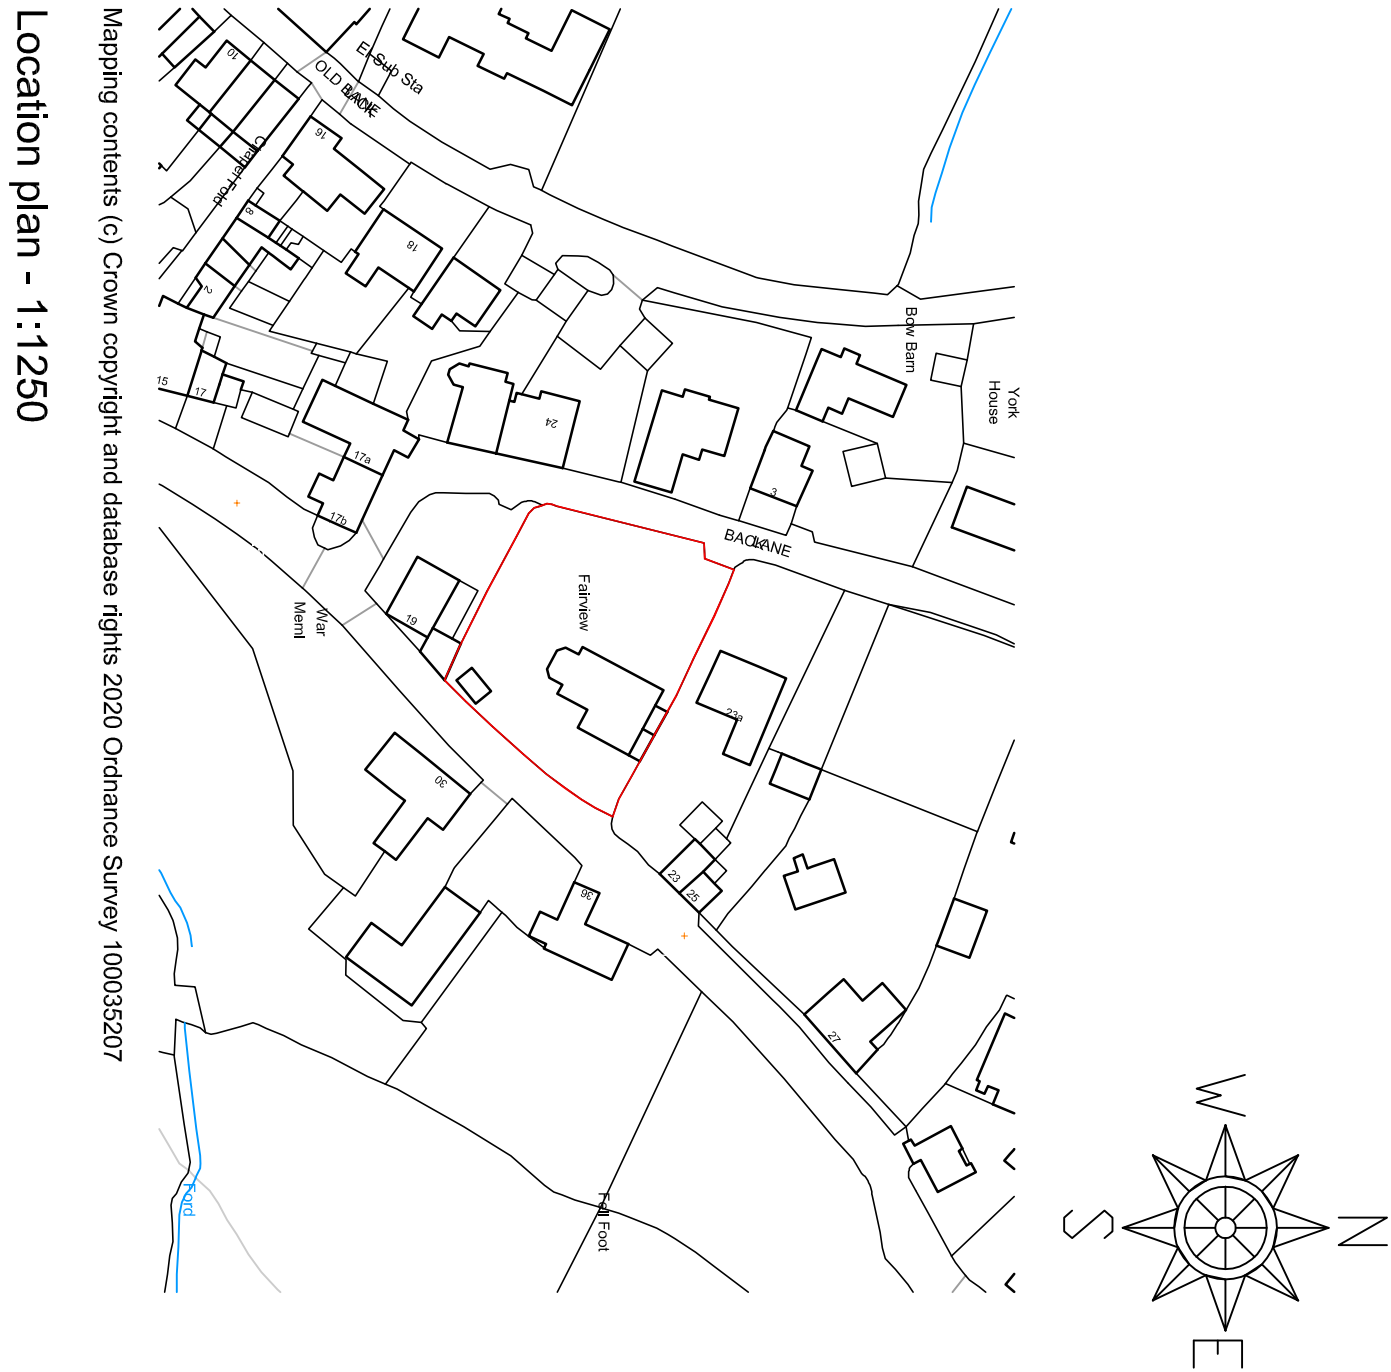 Location plan - 1:1250
Mapping contents (c) Crown copyright and database rights 2020 Ordnance Survey 100035207
El Sub Sta
OLD BACK
LANE
10
16
Chapel Fold
8
18
2
15
17
17a
17b
24
Bow Barn
York
House
3
BACK LANE
Fairview
19
War
Meml
23a
30
23
25
36
27
Ford
Fell Foot
N
E
S
W